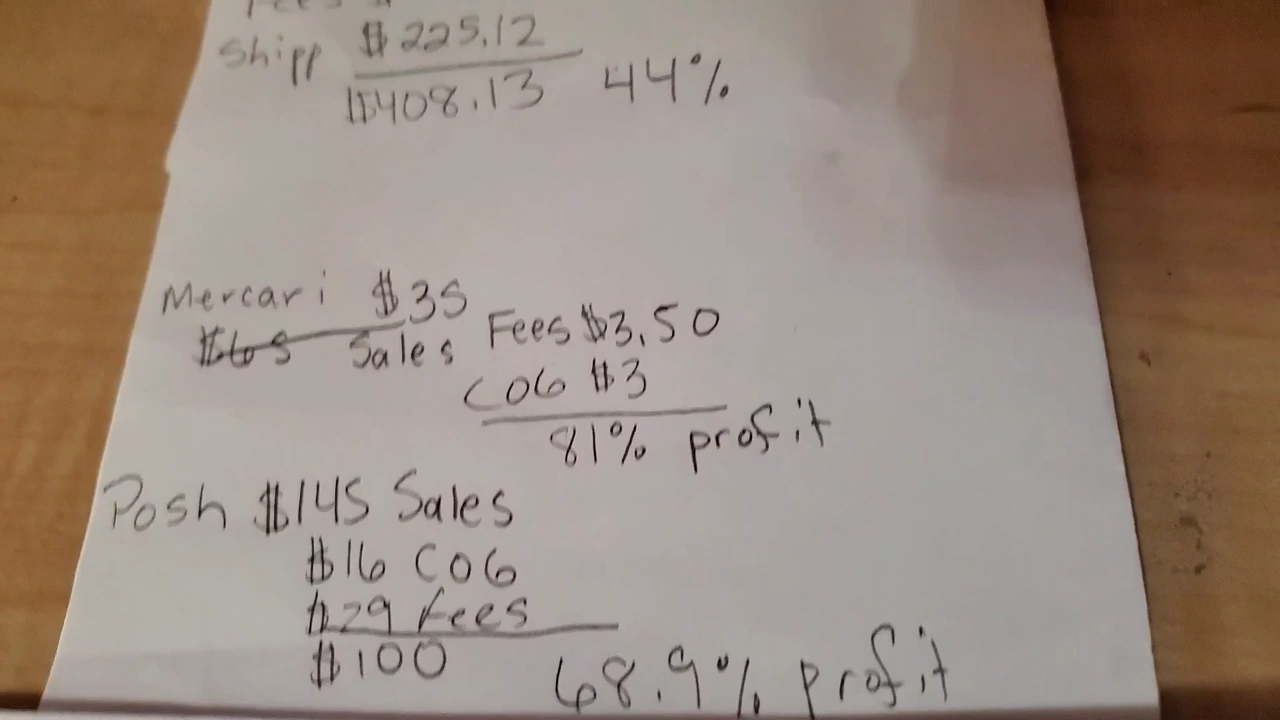 Shipp $225.12
$408.13 44%
Mercari $35
$65 Sales Fees $3.50
COG $3
81% profit
Posh $145 Sales
$16 COG
$29 Fees
$100 68.9% profit